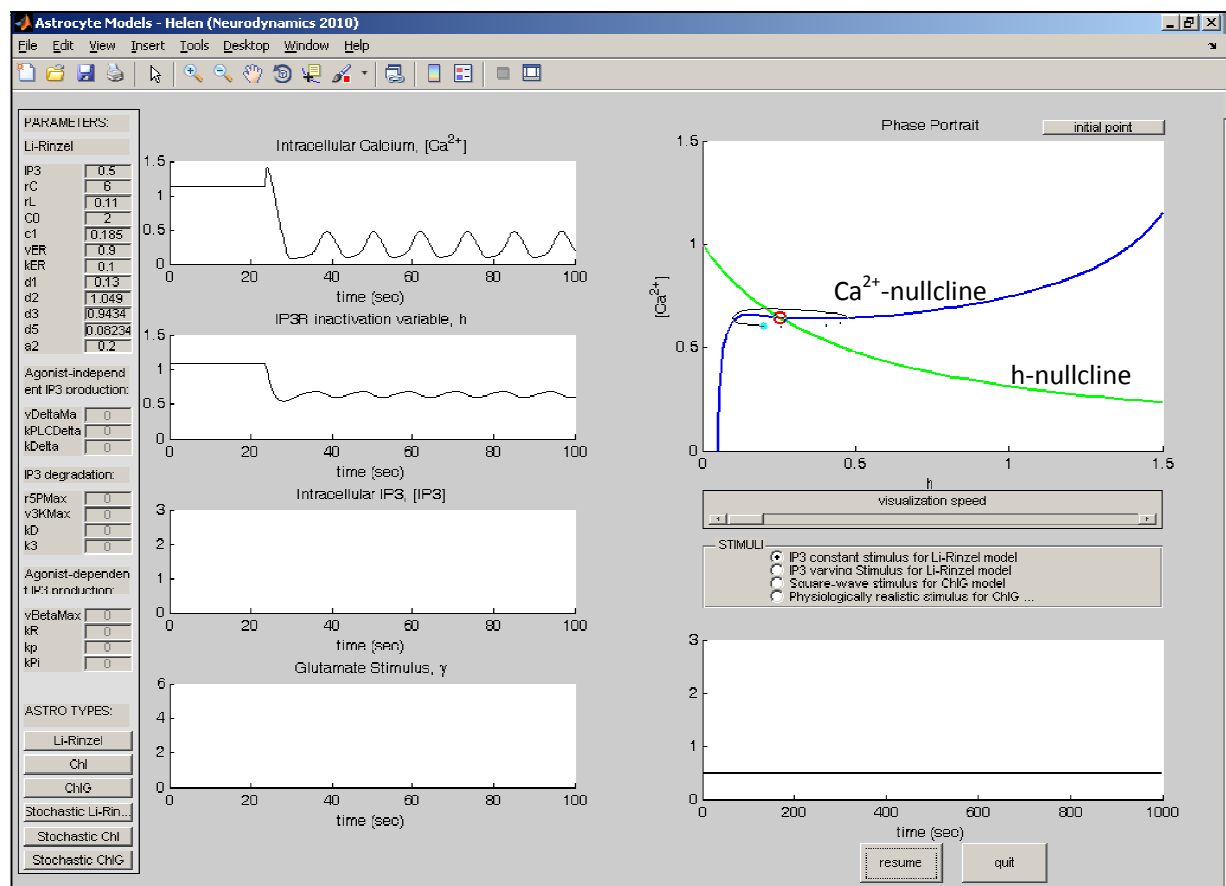 Astrocyte Models - Helen (Neurodynamics 2010)
File Edit View Insert Tools Desktop Window Help
PARAMETERS:
Li-Rinzel
IP3 0.5
rC 6
rL 0.11
C0 2
c1 0.185
vER 0.9
kER 0.1
d1 0.13
d2 1.049
d3 0.9434
d5 0.08234
a2 0.2
Agonist-independ
ent IP3 production:
vDeltaMa 0
kPLCDelta 0
kDelta 0
IP3 degradation:
r5PMax 0
v3KMax 0
kD 0
k3 0
Agonist-dependen
t IP3 production:
vBetaMax 0
kR 0
kp 0
kPi 0
ASTRO TYPES:
Li-Rinzel
ChI
ChIG
Stochastic Li-Rin...
Stochastic ChI
Stochastic ChIG
Intracellular Calcium, [Ca2+]
1.5
1
0.5
0
0 20 40 60 80 100
time (sec)
IP3R inactivation variable, h
1.5
1
0.5
0
0 20 40 60 80 100
time (sec)
Intracellular IP3, [IP3]
3
2
1
0
0 20 40 60 80 100
time (sec)
Glutamate Stimulus, γ
6
4
2
0
0 20 40 60 80 100
time (sec)
Phase Portrait
initial point
1.5
1
0.5
0
[Ca2+]
Ca2+-nullcline
h-nullcline
0 0.5 1 1.5
h
visualization speed
STIMULI
IP3 constant stimulus for Li-Rinzel model
IP3 varving Stimulus for Li-Rinzel model
Square-wave stimulus for ChIG model
Physiologically realistic stimulus for ChIG ...
3
2
1
0
0 200 400 600 800 1000
time (sec)
resume
quit